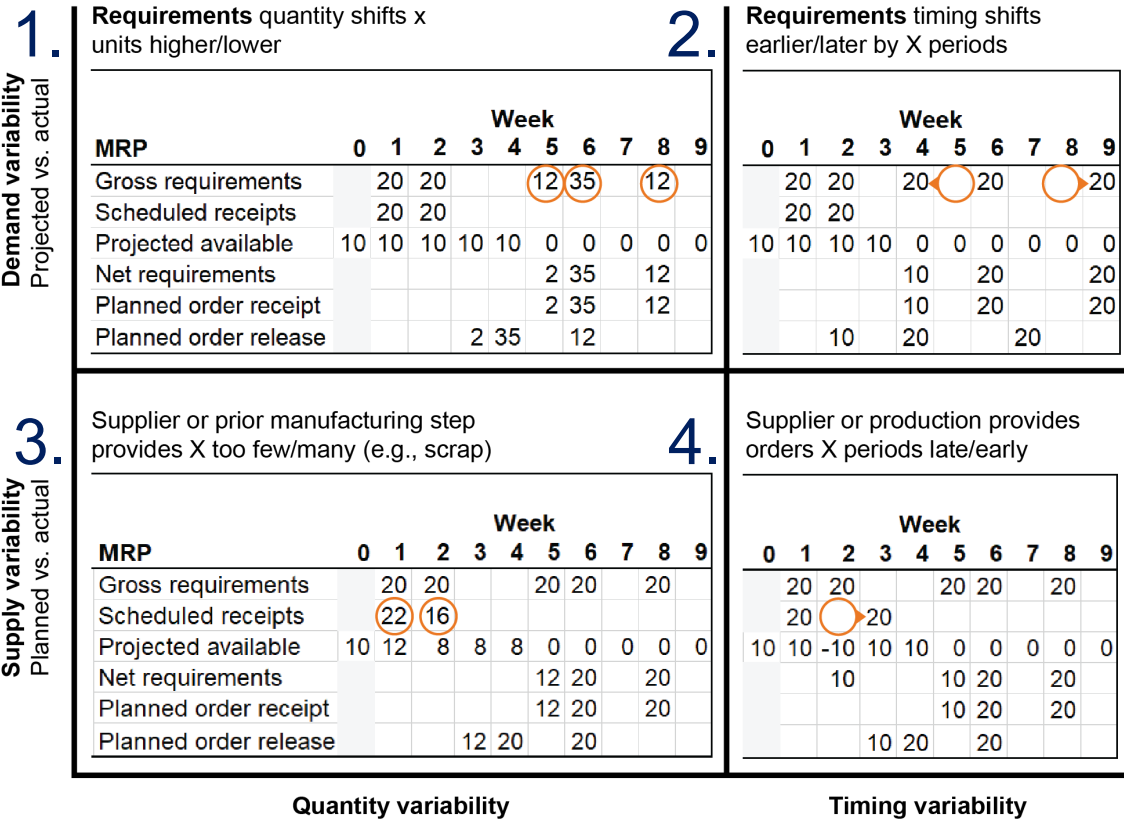 1.
Requirements quantity shifts x
units higher/lower
Week
MRP 0 1 2 3 4 5 6 7 8 9
Gross requirements 20 20 12 35 12
Scheduled receipts 20 20
Projected available 10 10 10 10 10 0 0 0 0 0
Net requirements 2 35 12
Planned order receipt 2 35 12
Planned order release 2 35 12
2.
Requirements timing shifts
earlier/later by X periods
Week
0 1 2 3 4 5 6 7 8 9
20 20 20 20 20
20 20
10 10 10 10 0 0 0 0 0 0
10 20 20
10 20 20
10 20 20
Demand variability
Projected vs. actual
3.
Supplier or prior manufacturing step
provides X too few/many (e.g., scrap)
Week
MRP 0 1 2 3 4 5 6 7 8 9
Gross requirements 20 20 20 20 20
Scheduled receipts 22 16
Projected available 10 12 8 8 8 0 0 0 0 0
Net requirements 12 20 20
Planned order receipt 12 20 20
Planned order release 12 20 20
4.
Supplier or production provides
orders X periods late/early
Week
0 1 2 3 4 5 6 7 8 9
20 20 20 20 20
20 20
10 10 -10 10 10 0 0 0 0 0
10 10 20 20
10 20 20
10 20 20
Supply variability
Planned vs. actual
Quantity variability
Timing variability